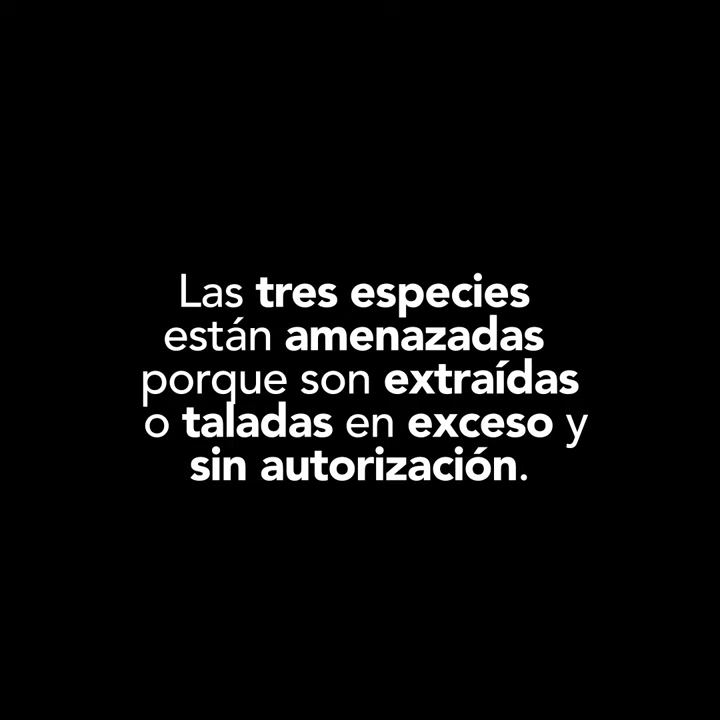 Las tres especies
están amenazadas
porque son extraídas
o taladas en exceso y
sin autorización.